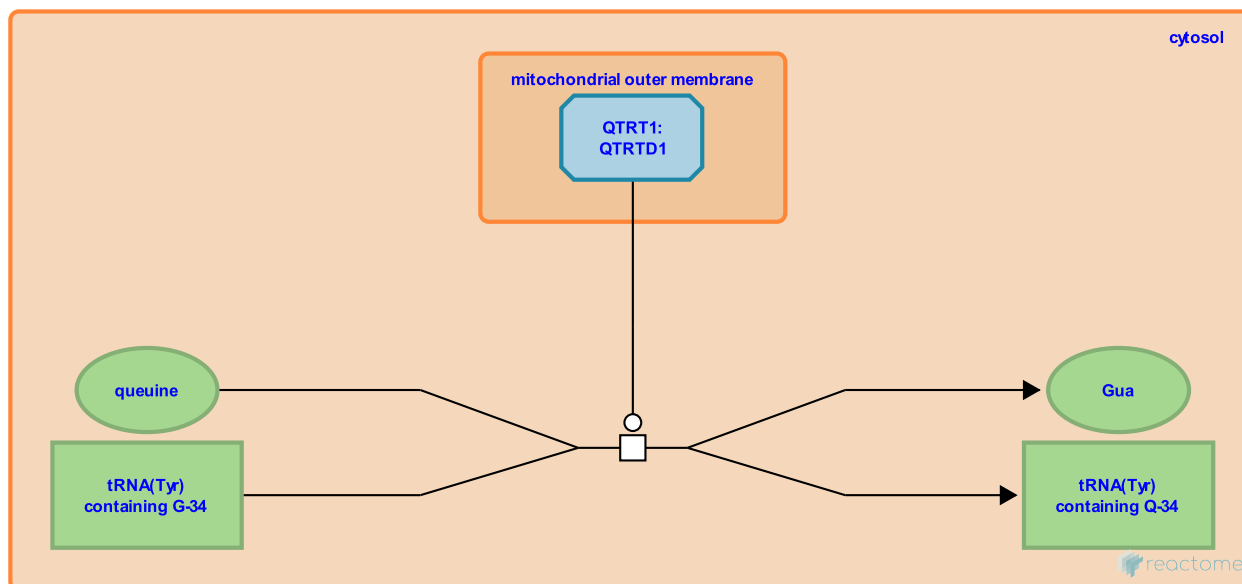 cytosol
mitochondrial outer membrane
QTRT1:
QTRTD1
queuine
Gua
tRNA(Tyr)
containing G-34
tRNA(Tyr)
containing Q-34
reactome